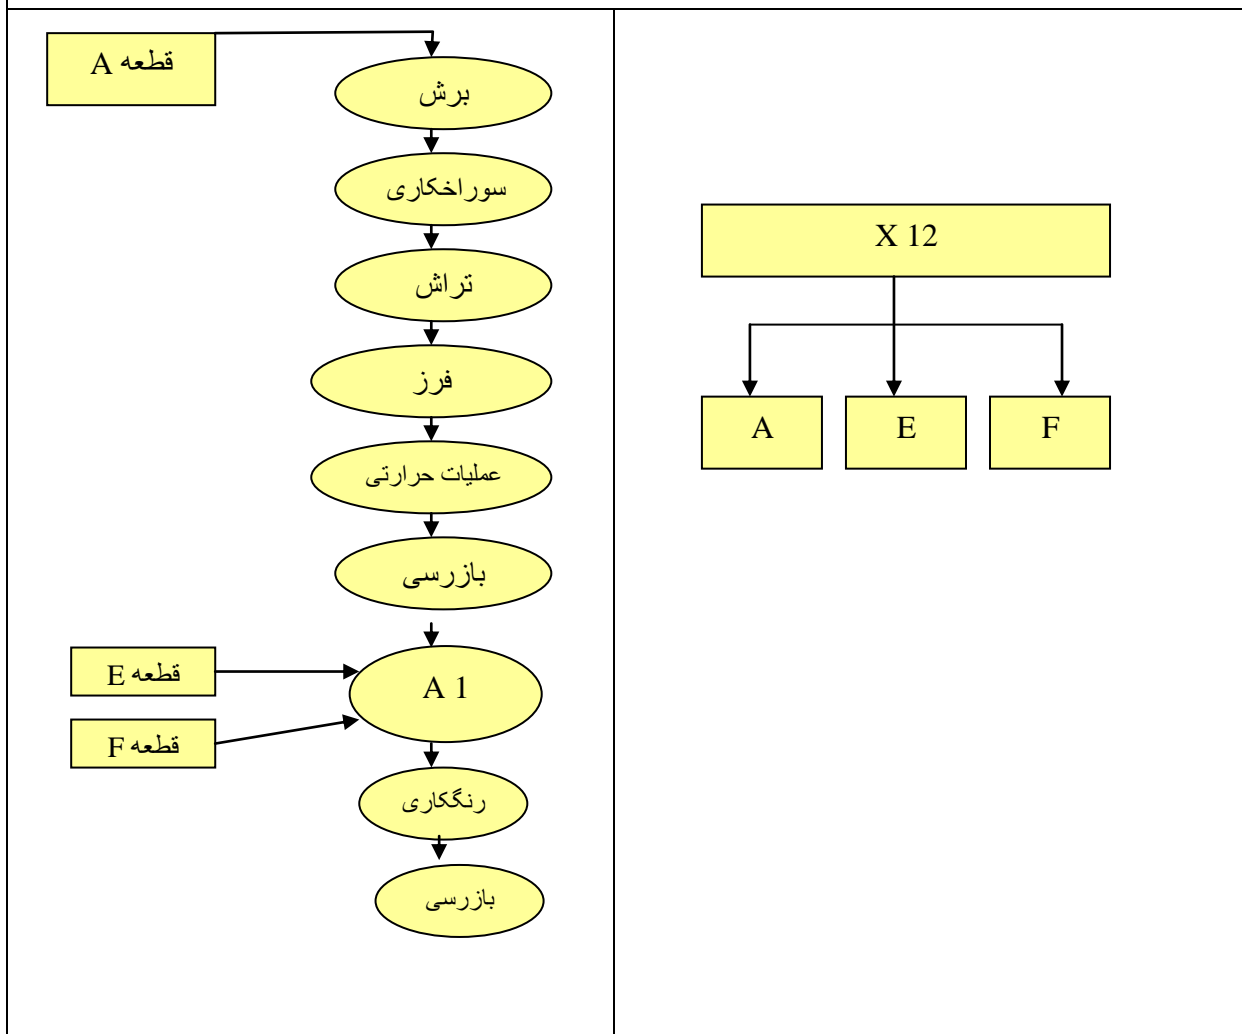 قطعه A
برش
سوراخکاری
تراش
فرز
عملیات حرارتی
بازرسی
قطعه E
A 1
قطعه F
رنگکاری
بازرسی
X 12
A
E
F